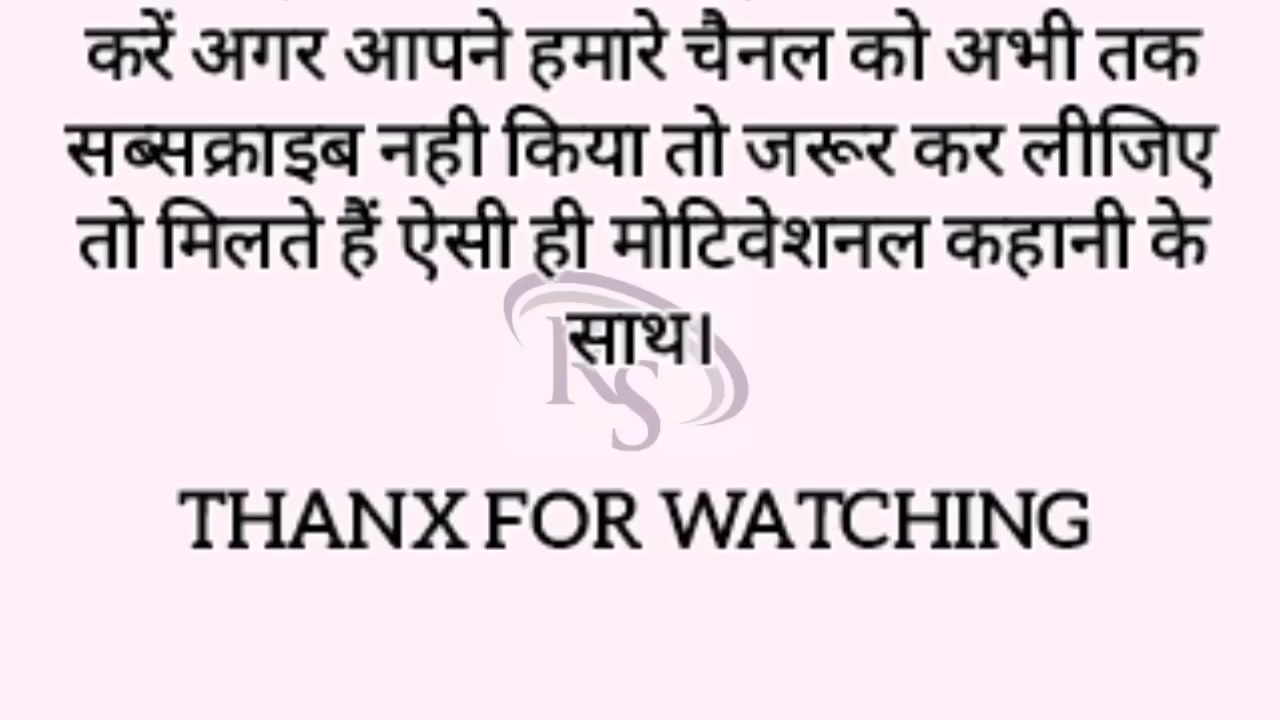 करें अगर आपने हमारे चैनल को अभी तक
सब्सक्राइब नही किया तो जरूर कर लीजिए
तो मिलते हैं ऐसी ही मोटिवेशनल कहानी के
साथ।
RS
THANX FOR WATCHING